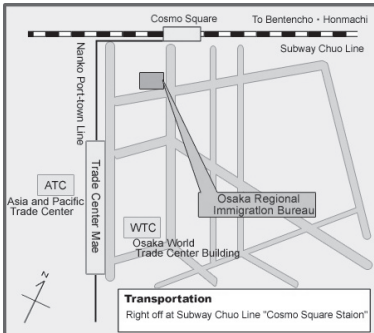 Cosmo Square
To Bentencho・Honmachi
Subway Chuo Line
Nanko Port-town Line
Trade Center Mae
ATC
Asia and Pacific
Trade Center
WTC
Osaka World
Trade Center Building
Osaka Regional
Immigration Bureau
N
Transportation
Right off at Subway Chuo Line "Cosmo Square Staion"